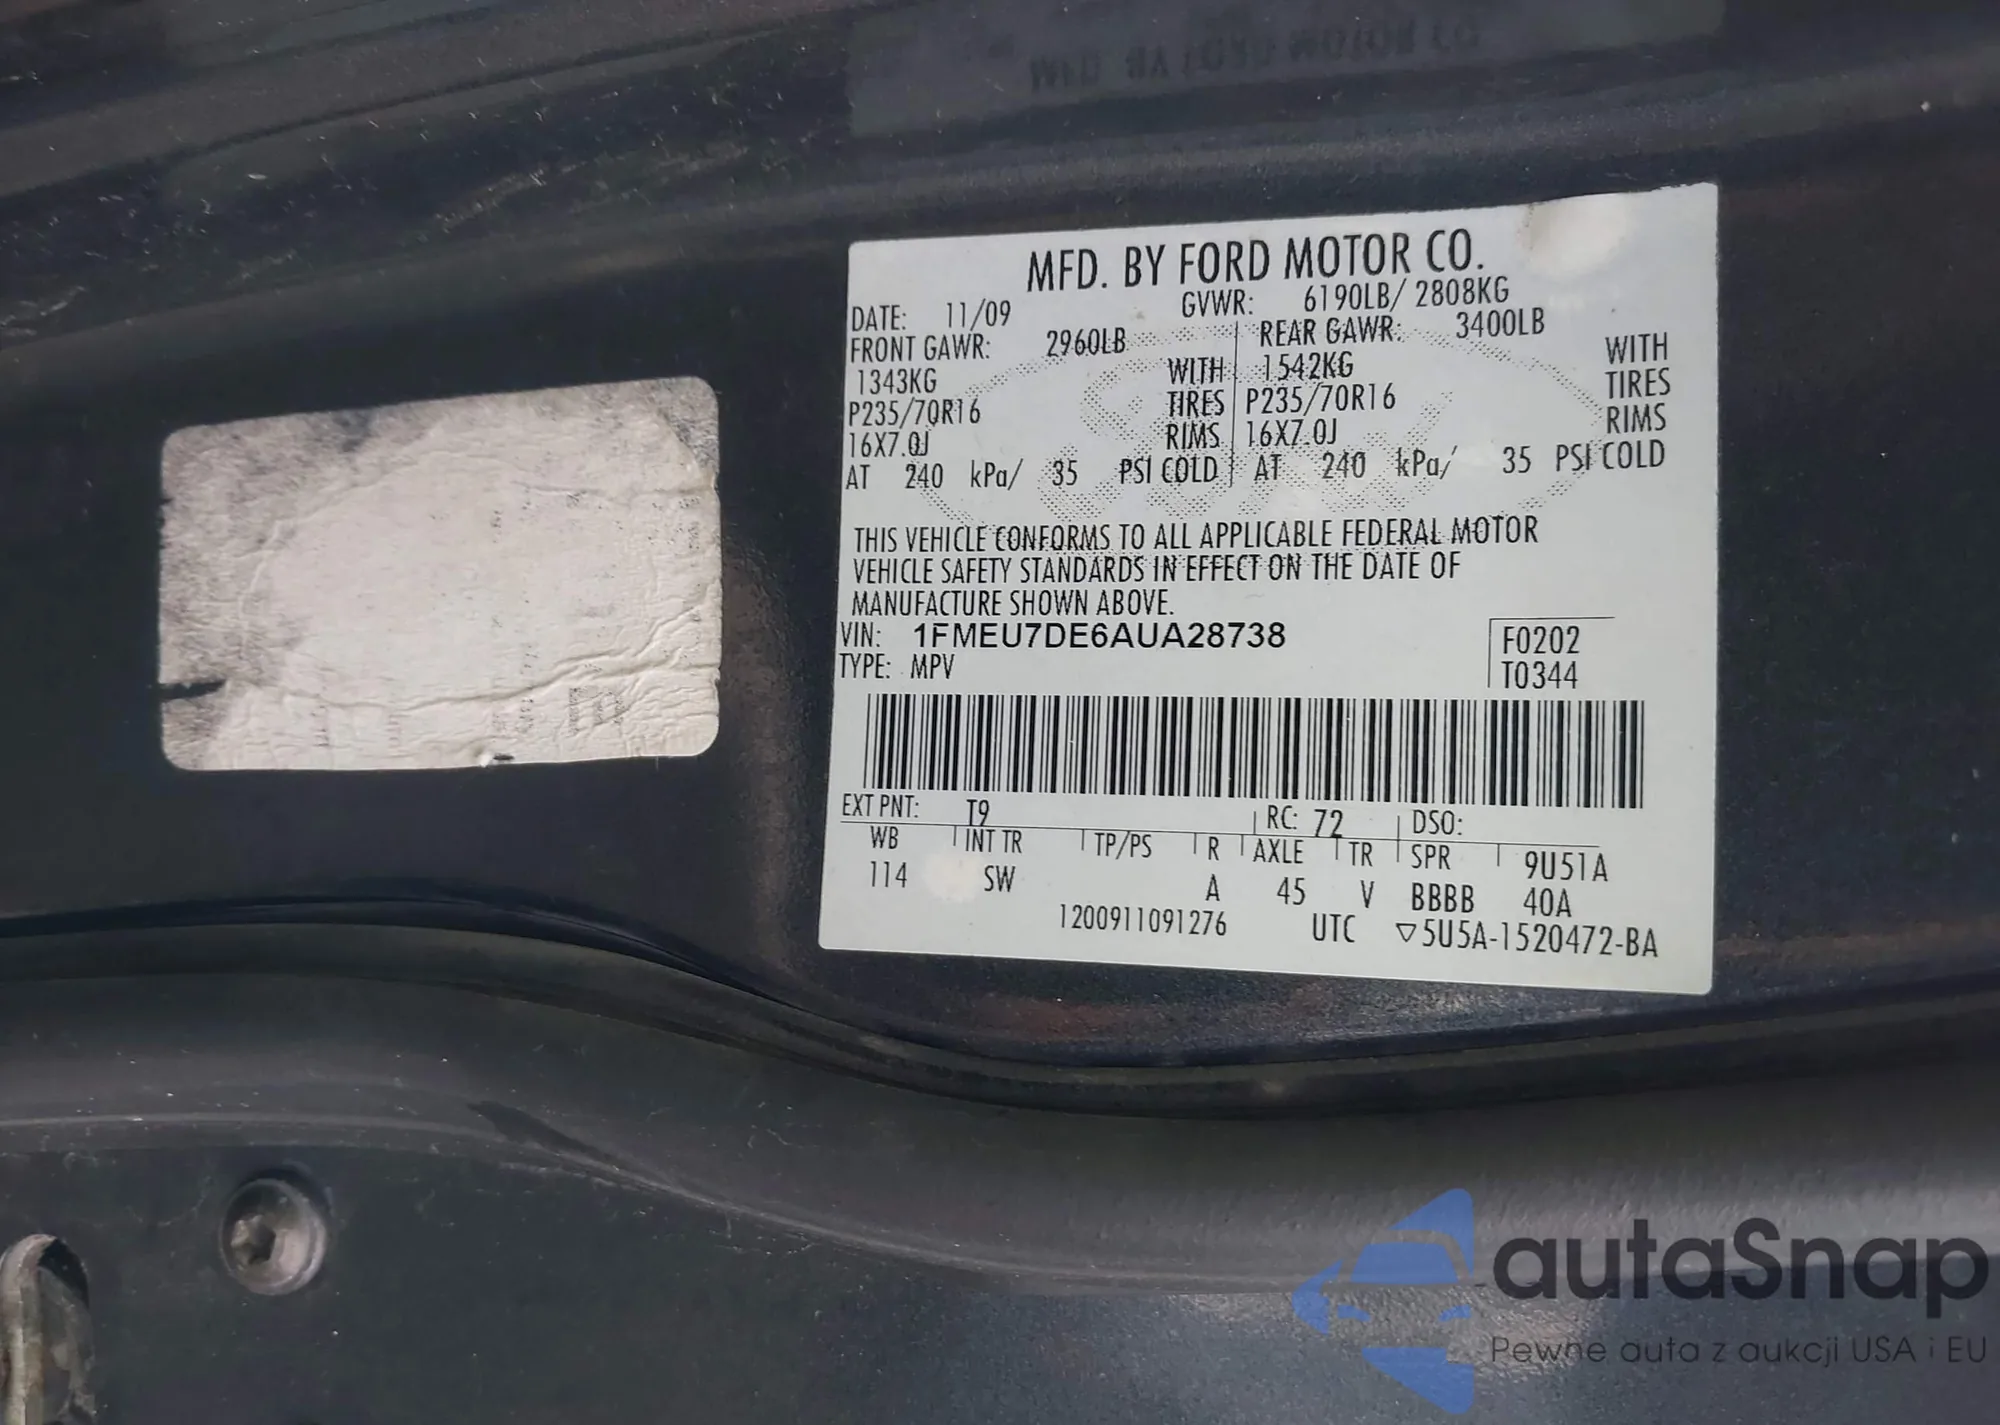 MFD. BY FORD MOTOR CO.
DATE: 11/09 GVWR: 6190LB/ 2808KG
FRONT GAWR: 2960LB REAR GAWR: 3400LB
1343KG WITH 1542KG WITH
P235/70R16 TIRES P235/70R16 TIRES
16X7.0J RIMS 16X7.0J RIMS
AT 240 kPa/ 35 PSI COLD AT 240 kPa/ 35 PSI COLD
THIS VEHICLE CONFORMS TO ALL APPLICABLE FEDERAL MOTOR
VEHICLE SAFETY STANDARDS IN EFFECT ON THE DATE OF
MANUFACTURE SHOWN ABOVE.
VIN: 1FMEU7DE6AUA28738 F0202
TYPE: MPV T0344
EXT PNT: T9 RC: 72 DSO:
WB INT TR TP/PS R AXLE TR SPR 9U51A
114 SW A 45 V BBBB 40A
1200911091276 UTC ▽5U5A-1520472-BA
autaSnap
Pewne auta z aukcji USA i EU